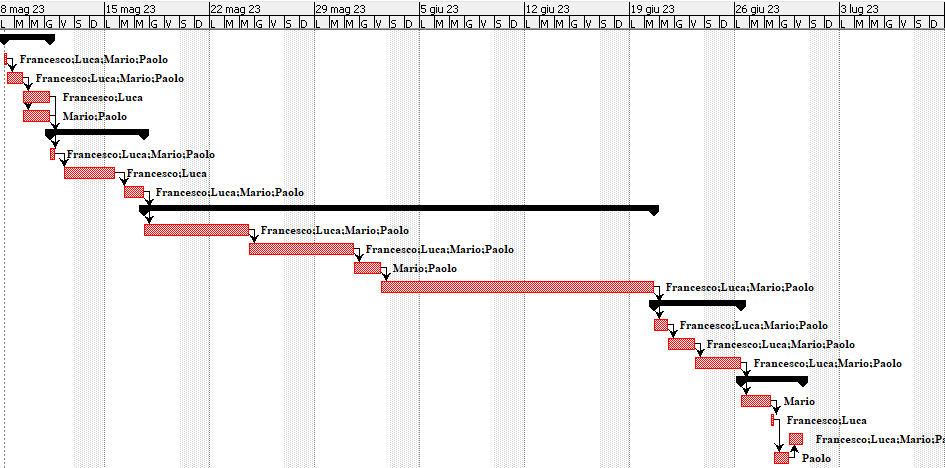 8 mag 23 15 mag 23 22 mag 23 29 mag 23 5 giu 23 12 giu 23 19 giu 23 26 giu 23 3 lug 23
L M M G V S D L M M G V S D L M M G V S D L M M G V S D L M M G V S D L M M G V S D L M M G V S D L M M G V S D L M M G V S D
Francesco;Luca;Mario;Paolo
Francesco;Luca;Mario;Paolo
Francesco;Luca
Mario;Paolo
Francesco;Luca;Mario;Paolo
Francesco;Luca
Francesco;Luca;Mario;Paolo
Francesco;Luca;Mario;Paolo
Francesco;Luca;Mario;Paolo
Mario;Paolo
Francesco;Luca;Mario;Paolo
Francesco;Luca;Mario;Paolo
Francesco;Luca;Mario;Paolo
Francesco;Luca;Mario;Paolo
Mario
Francesco;Luca
Francesco;Luca;Mario;Pa
Paolo